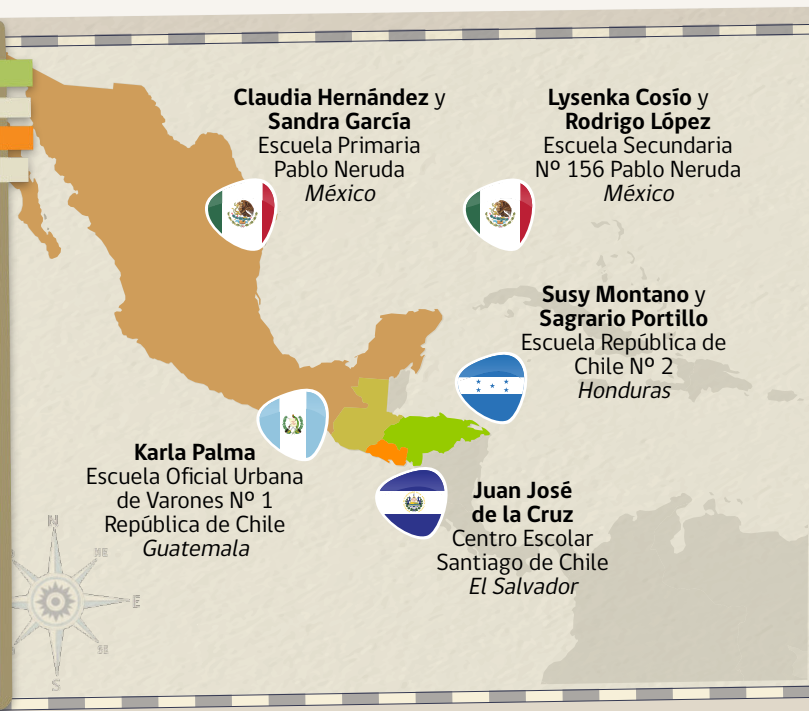 Claudia Hernández y
Sandra García
Escuela Primaria
Pablo Neruda
México
Lysenka Cosío y
Rodrigo López
Escuela Secundaria
Nº 156 Pablo Neruda
México
Susy Montano y
Sagrario Portillo
Escuela República de
Chile Nº 2
Honduras
Karla Palma
Escuela Oficial Urbana
de Varones Nº 1
República de Chile
Guatemala
Juan José
de la Cruz
Centro Escolar
Santiago de Chile
El Salvador
N
NE
SE
S